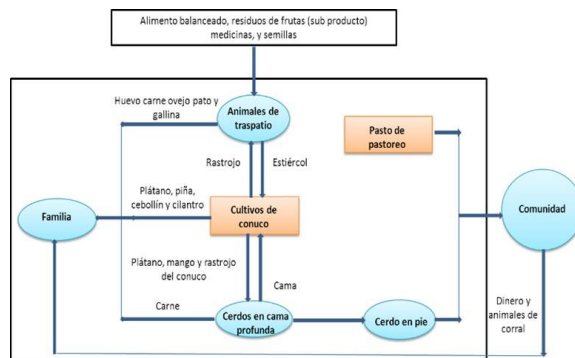 Alimento balanceado, residuos de frutas (sub producto)
medicinas, y semillas
Huevo carne ovejo pato y
gallina
Animales de
traspatio
Pasto de
pastoreo
Rastrojo
Estiércol
Familia
Plátano, piña,
cebollín y cilantro
Cultivos de
conuco
Comunidad
Plátano, mango y rastrojo
del conuco
Cama
Carne
Cerdos en cama
profunda
Cerdo en pie
Dinero y
animales de
corral